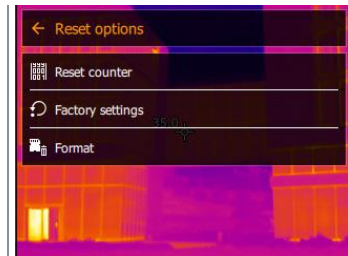 Reset options
Reset counter
Factory settings
35.0
Format